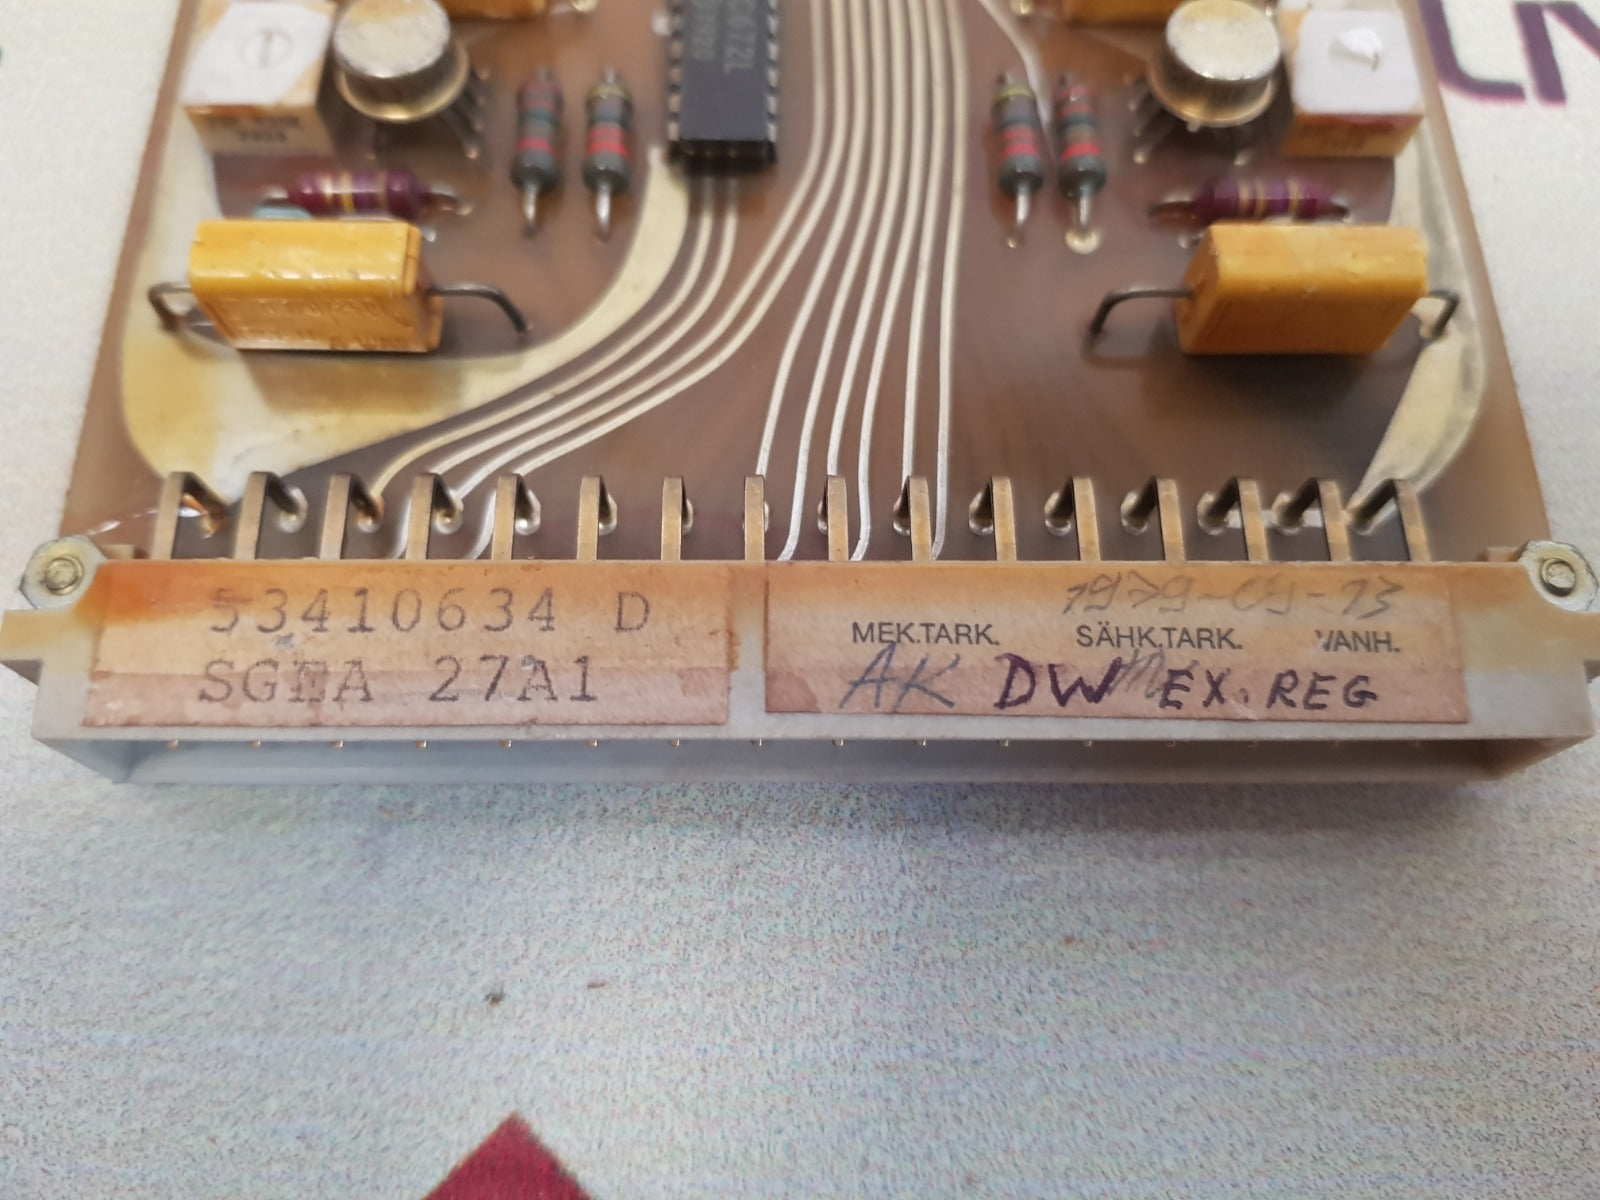 53410634 D
SGEA 27A1
1979-09-13
MEK.TARK. SÄHK.TARK. VANH.
AK DW EX. REG